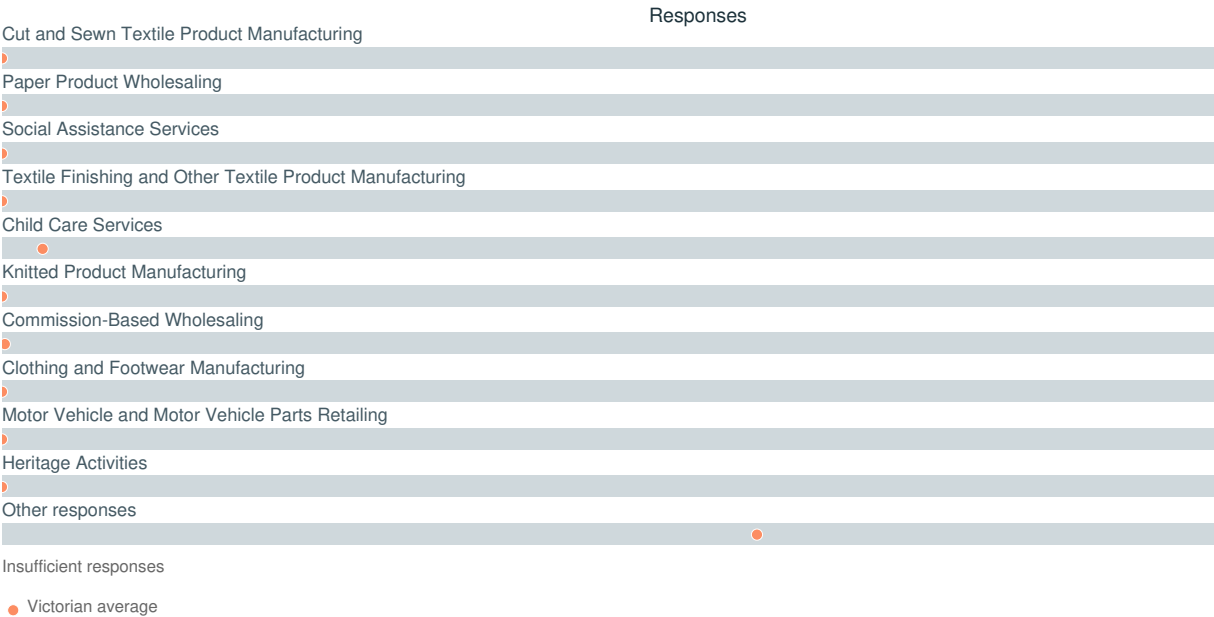 Responses
Cut and Sewn Textile Product Manufacturing
Paper Product Wholesaling
Social Assistance Services
Textile Finishing and Other Textile Product Manufacturing
Child Care Services
Knitted Product Manufacturing
Commission-Based Wholesaling
Clothing and Footwear Manufacturing
Motor Vehicle and Motor Vehicle Parts Retailing
Heritage Activities
Other responses
Insufficient responses
Victorian average